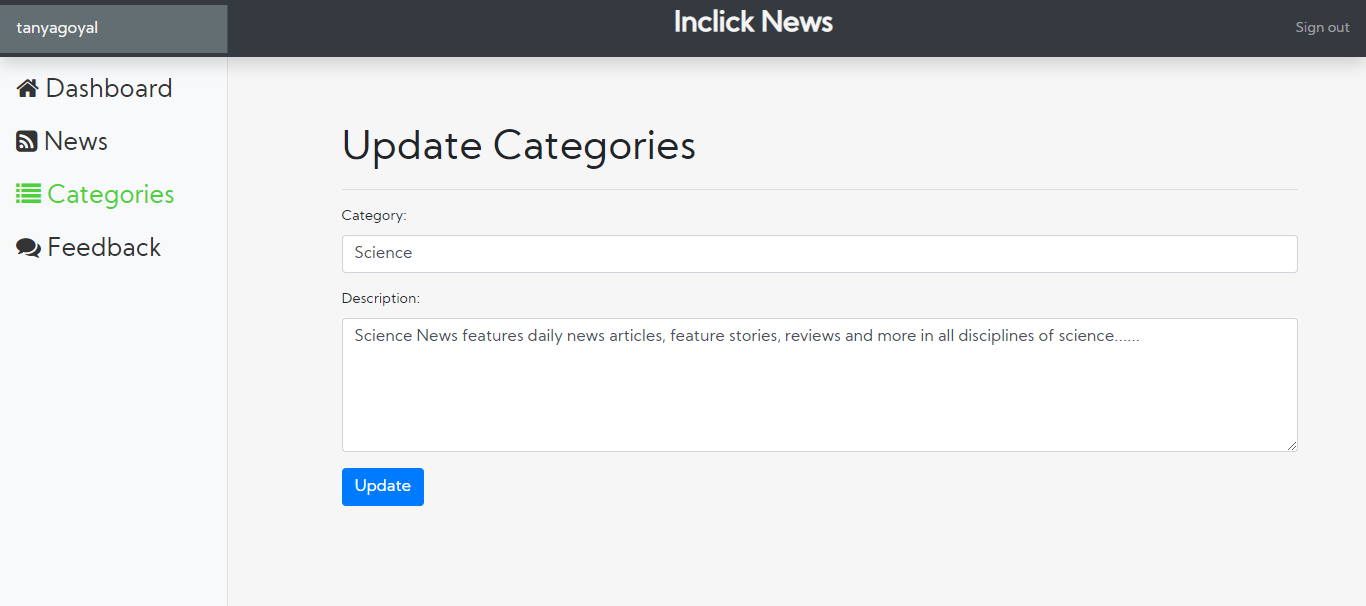 tanyagoyal
Inclick News
Sign out
Dashboard
News
Categories
Feedback
Update Categories
Category:
Science
Description:
Science News features daily news articles, feature stories, reviews and more in all disciplines of science......
Update